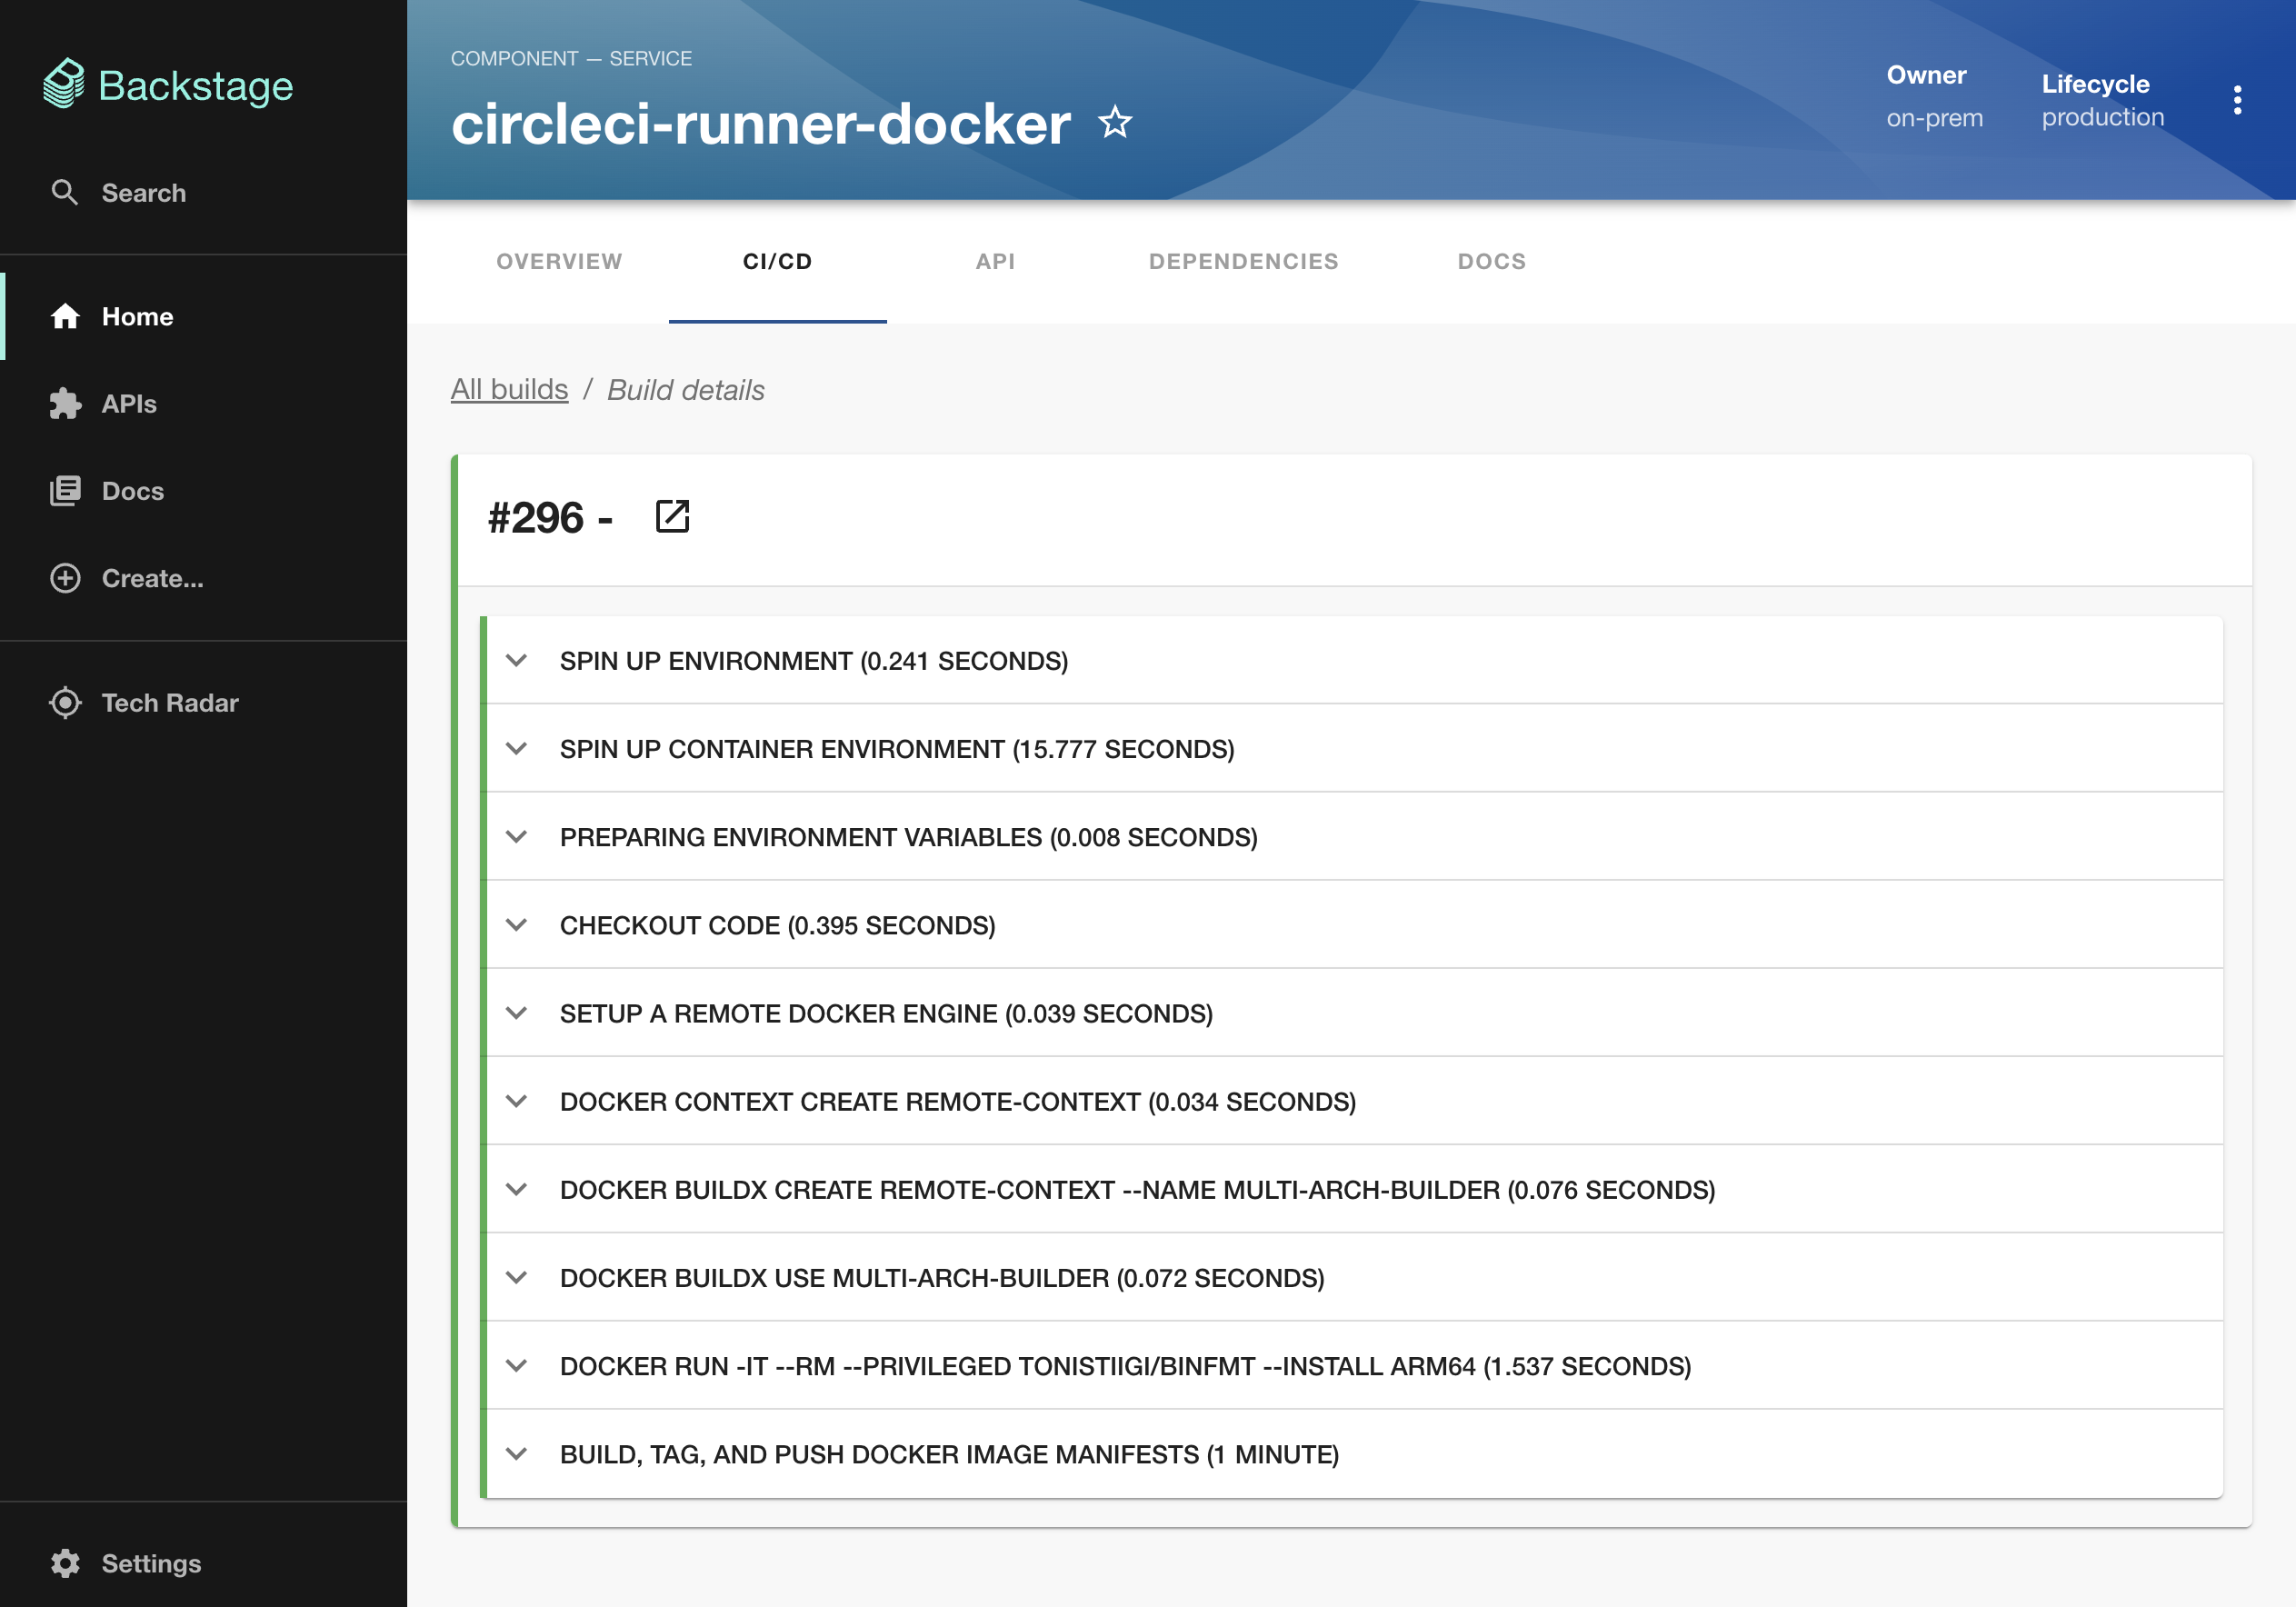 Backstage
Search
Home
APIs
Docs
Create...
Tech Radar
Settings
COMPONENT — SERVICE
circleci-runner-docker
Owner
on-prem
Lifecycle
production
OVERVIEW
CI/CD
API
DEPENDENCIES
DOCS
All builds / Build details
#296 -
SPIN UP ENVIRONMENT (0.241 SECONDS)
SPIN UP CONTAINER ENVIRONMENT (15.777 SECONDS)
PREPARING ENVIRONMENT VARIABLES (0.008 SECONDS)
CHECKOUT CODE (0.395 SECONDS)
SETUP A REMOTE DOCKER ENGINE (0.039 SECONDS)
DOCKER CONTEXT CREATE REMOTE-CONTEXT (0.034 SECONDS)
DOCKER BUILDX CREATE REMOTE-CONTEXT --NAME MULTI-ARCH-BUILDER (0.076 SECONDS)
DOCKER BUILDX USE MULTI-ARCH-BUILDER (0.072 SECONDS)
DOCKER RUN -IT --RM --PRIVILEGED TONISTIIGI/BINFMT --INSTALL ARM64 (1.537 SECONDS)
BUILD, TAG, AND PUSH DOCKER IMAGE MANIFESTS (1 MINUTE)